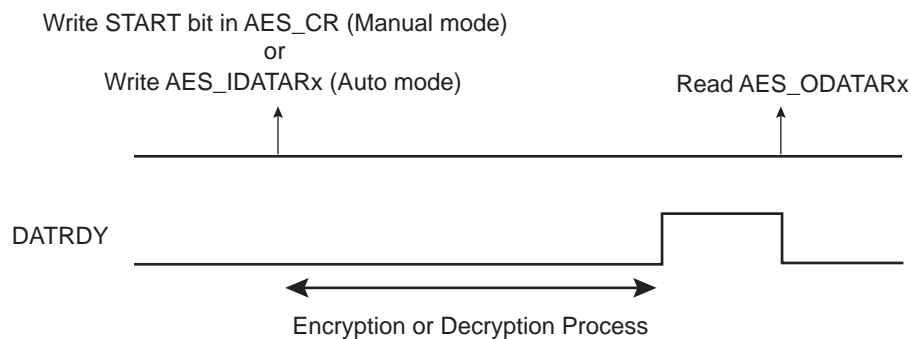 Write START bit in AES_CR (Manual mode)
or
Write AES_IDATARx (Auto mode)
Read AES_ODATARx
DATRDY
Encryption or Decryption Process